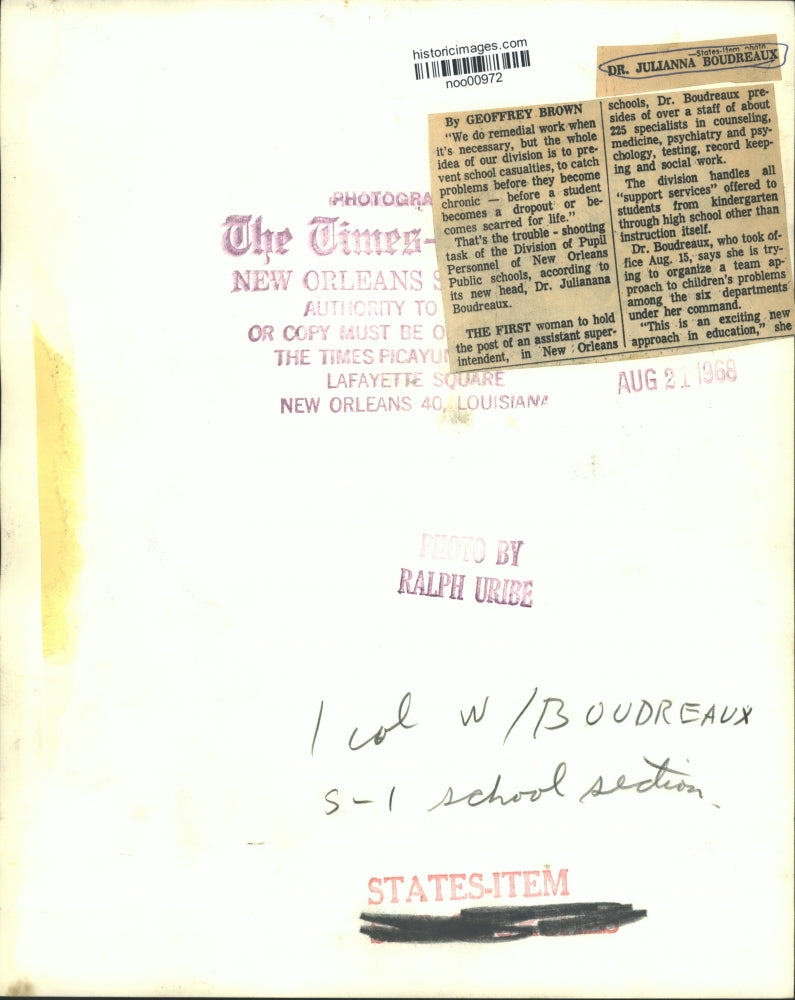 historicimages.com
noo00972
—States-Item photo
DR. JULIANNA BOUDREAUX
By GEOFFREY BROWN
"We do remedial work when
it's necessary, but the whole
idea of our division is to pre-
vent school casualties, to catch
problems before they become
chronic — before a student
becomes a dropout or be-
comes scarred for life."
That's the trouble - shooting
task of the Division of Pupil
Personnel of New Orleans
Public schools, according to
its new head, Dr. Julianana
Boudreaux.
THE FIRST woman to hold
the post of an assistant super-
intendent, in New Orleans
schools, Dr. Boudreaux pre-
sides of over a staff of about
225 specialists in counseling,
medicine, psychiatry and psy-
chology, testing, record keep-
ing and social work.
The division handles all
"support services" offered to
students from kindergarten
through high school other than
instruction itself.
Dr. Boudreaux, who took of-
fice Aug. 15, says she is try-
ing to organize a team ap-
proach to children's problems
among the six departments
under her command.
"This is an exciting new
approach in education," she
PHOTOGRA
The Times-
NEW ORLEANS S
AUTHORITY TO
OR COPY MUST BE O
THE TIMES PICAYU
LAFAYETTE SQUARE
NEW ORLEANS 40, LOUISIANA
AUG 21 1968
PHOTO BY
RALPH URIBE
1 col W/BOUDREAUX
S-1 school section
STATES-ITEM